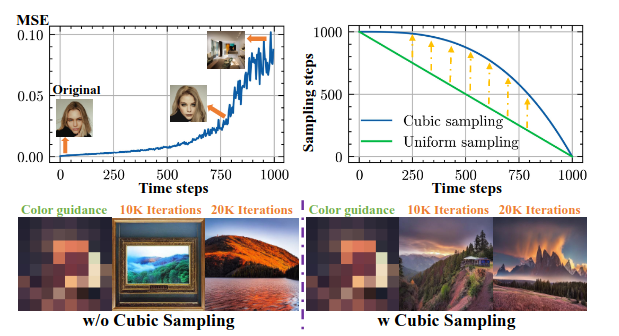 MSE
0.10
0.05
0.00
Original
0
250
500
750
1000
Time steps
Sampling steps
1000
500
0
Cubic sampling
Uniform sampling
0
250
500
750
1000
Time steps
Color guidance
10K Iterations
20K Iterations
Color guidance
10K Iterations
20K Iterations
w/o Cubic Sampling
w Cubic Sampling